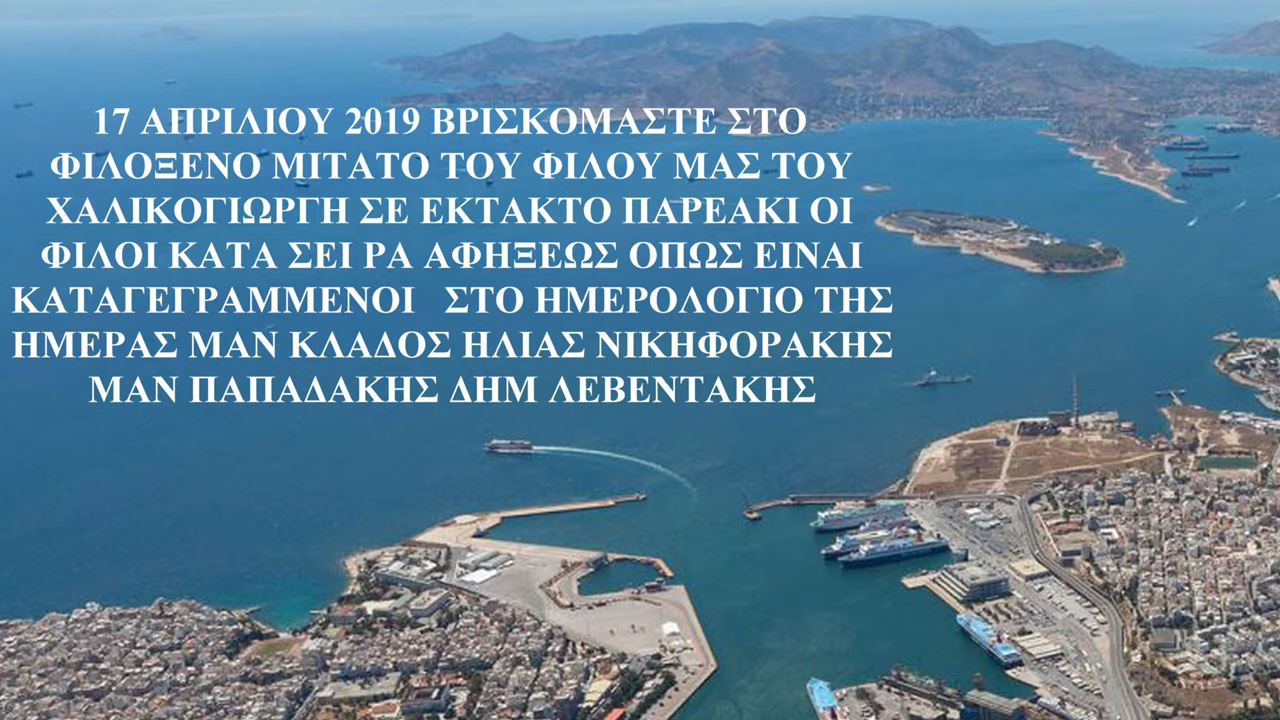 17 ΑΠΡΙΛΙΟΥ 2019 ΒΡΙΣΚΟΜΑΣΤΕ ΣΤΟ
ΦΙΛΟΞΕΝΟ ΜΙΤΑΤΟ ΤΟΥ ΦΙΛΟΥ ΜΑΣ ΤΟΥ
ΧΑΛΙΚΟΓΙΩΡΓΗ ΣΕ ΕΚΤΑΚΤΟ ΠΑΡΕΑΚΙ ΟΙ
ΦΙΛΟΙ ΚΑΤΑ ΣΕΙ ΡΑ ΑΦΗΞΕΩΣ ΟΠΩΣ ΕΙΝΑΙ
ΚΑΤΑΓΕΓΡΑΜΜΕΝΟΙ ΣΤΟ ΗΜΕΡΟΛΟΓΙΟ ΤΗΣ
ΗΜΕΡΑΣ ΜΑΝ ΚΛΑΔΟΣ ΗΛΙΑΣ ΝΙΚΗΦΟΡΑΚΗΣ
ΜΑΝ ΠΑΠΑΔΑΚΗΣ ΔΗΜ ΛΕΒΕΝΤΑΚΗΣ